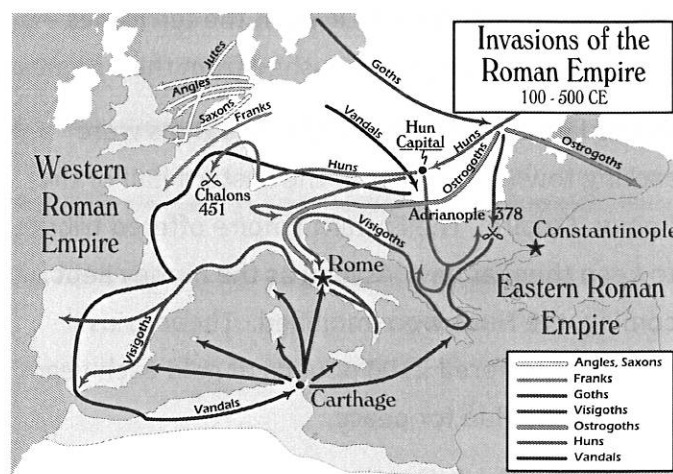 Invasions of the
Roman Empire
100 - 500 CE
Jutes
Angles
Saxons
Franks
Goths
Vandals
Hun
Capital
Huns
Huns
Ostrogoths
Ostrogoths
Western
Roman
Empire
Chalons
451
Visigoths
Adrianople 378
Constantinople
Rome
Eastern Roman
Empire
Visigoths
Vandals
Carthage
Angles, Saxons
Franks
Goths
Visigoths
Ostrogoths
Huns
Vandals